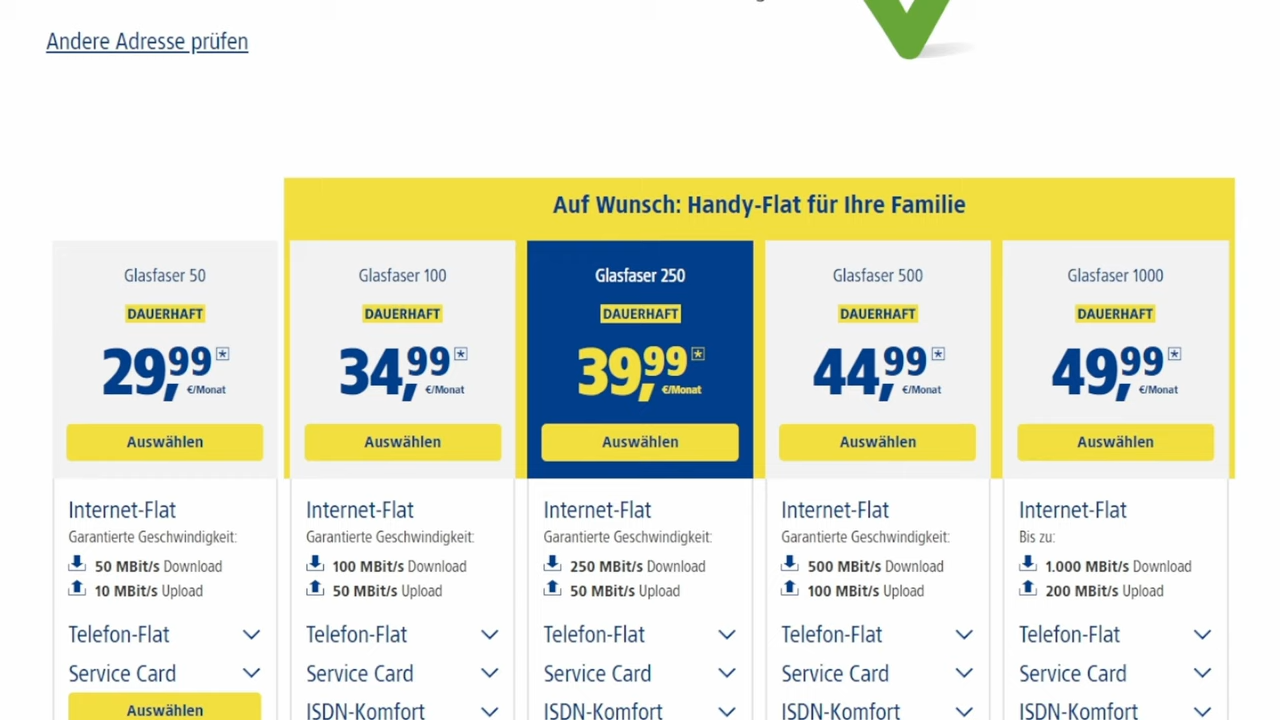 Andere Adresse prüfen
Auf Wunsch: Handy-Flat für Ihre Familie
Glasfaser 50
DAUERHAFT
29,99 *
€/Monat
Auswählen
Internet-Flat
Garantierte Geschwindigkeit:
50 MBit/s Download
10 MBit/s Upload
Telefon-Flat
Service Card
Auswählen
Glasfaser 100
DAUERHAFT
34,99 *
€/Monat
Auswählen
Internet-Flat
Garantierte Geschwindigkeit:
100 MBit/s Download
50 MBit/s Upload
Telefon-Flat
Service Card
ISDN-Komfort
Glasfaser 250
DAUERHAFT
39,99 *
€/Monat
Auswählen
Internet-Flat
Garantierte Geschwindigkeit:
250 MBit/s Download
50 MBit/s Upload
Telefon-Flat
Service Card
ISDN-Komfort
Glasfaser 500
DAUERHAFT
44,99 *
€/Monat
Auswählen
Internet-Flat
Garantierte Geschwindigkeit:
500 MBit/s Download
100 MBit/s Upload
Telefon-Flat
Service Card
ISDN-Komfort
Glasfaser 1000
DAUERHAFT
49,99 *
€/Monat
Auswählen
Internet-Flat
Bis zu:
1.000 MBit/s Download
200 MBit/s Upload
Telefon-Flat
Service Card
ISDN-Komfort